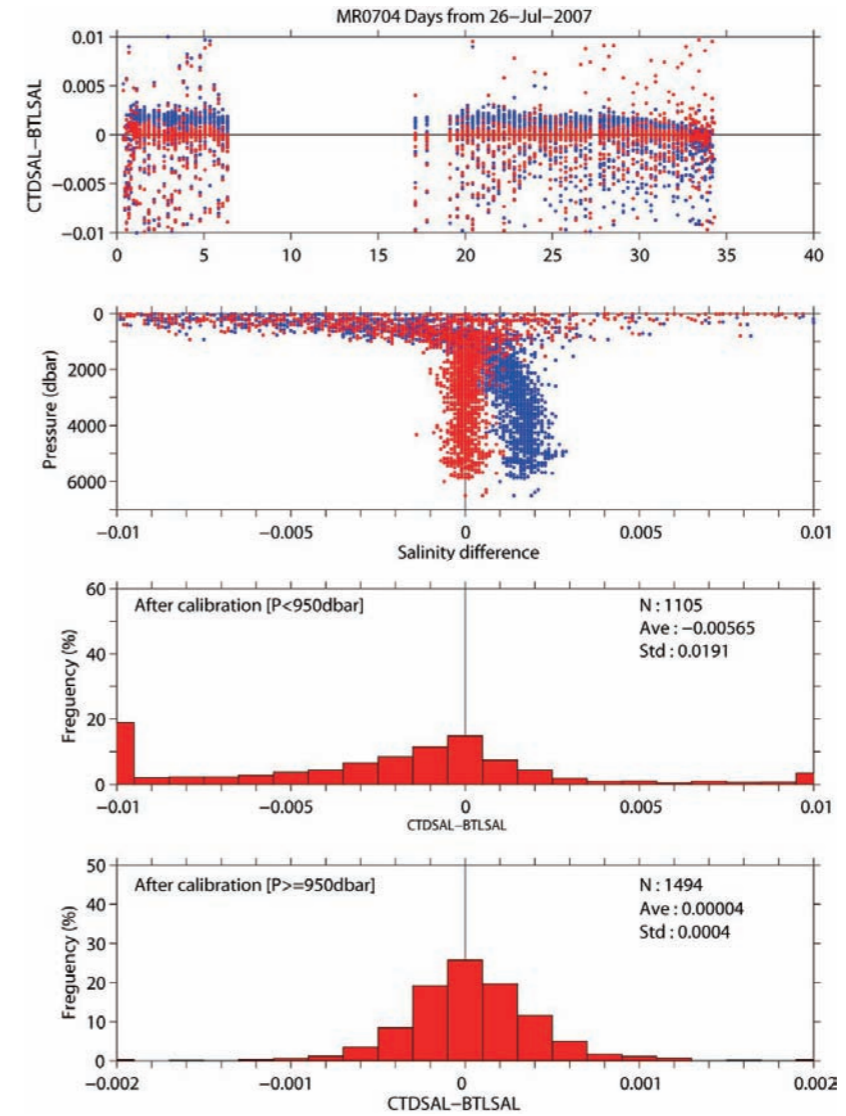 MR0704 Days from 26−Jul−2007
CTDSAL−BTLSAL
0.01
0.005
0
−0.005
−0.01
0 5 10 15 20 25 30 35 40
Pressure (dbar)
0
2000
4000
6000
−0.01 −0.005 0 0.005 0.01
Salinity difference
Freguency (%)
60
40
20
0
After calibration [P<950dbar]
N : 1105
Ave : −0.00565
Std : 0.0191
−0.01 −0.005 0 0.005 0.01
CTDSAL−BTLSAL
Freguency (%)
50
40
30
20
10
0
After calibration [P>=950dbar]
N : 1494
Ave : 0.00004
Std : 0.0004
−0.002 −0.001 0 0.001 0.002
CTDSAL−BTLSAL